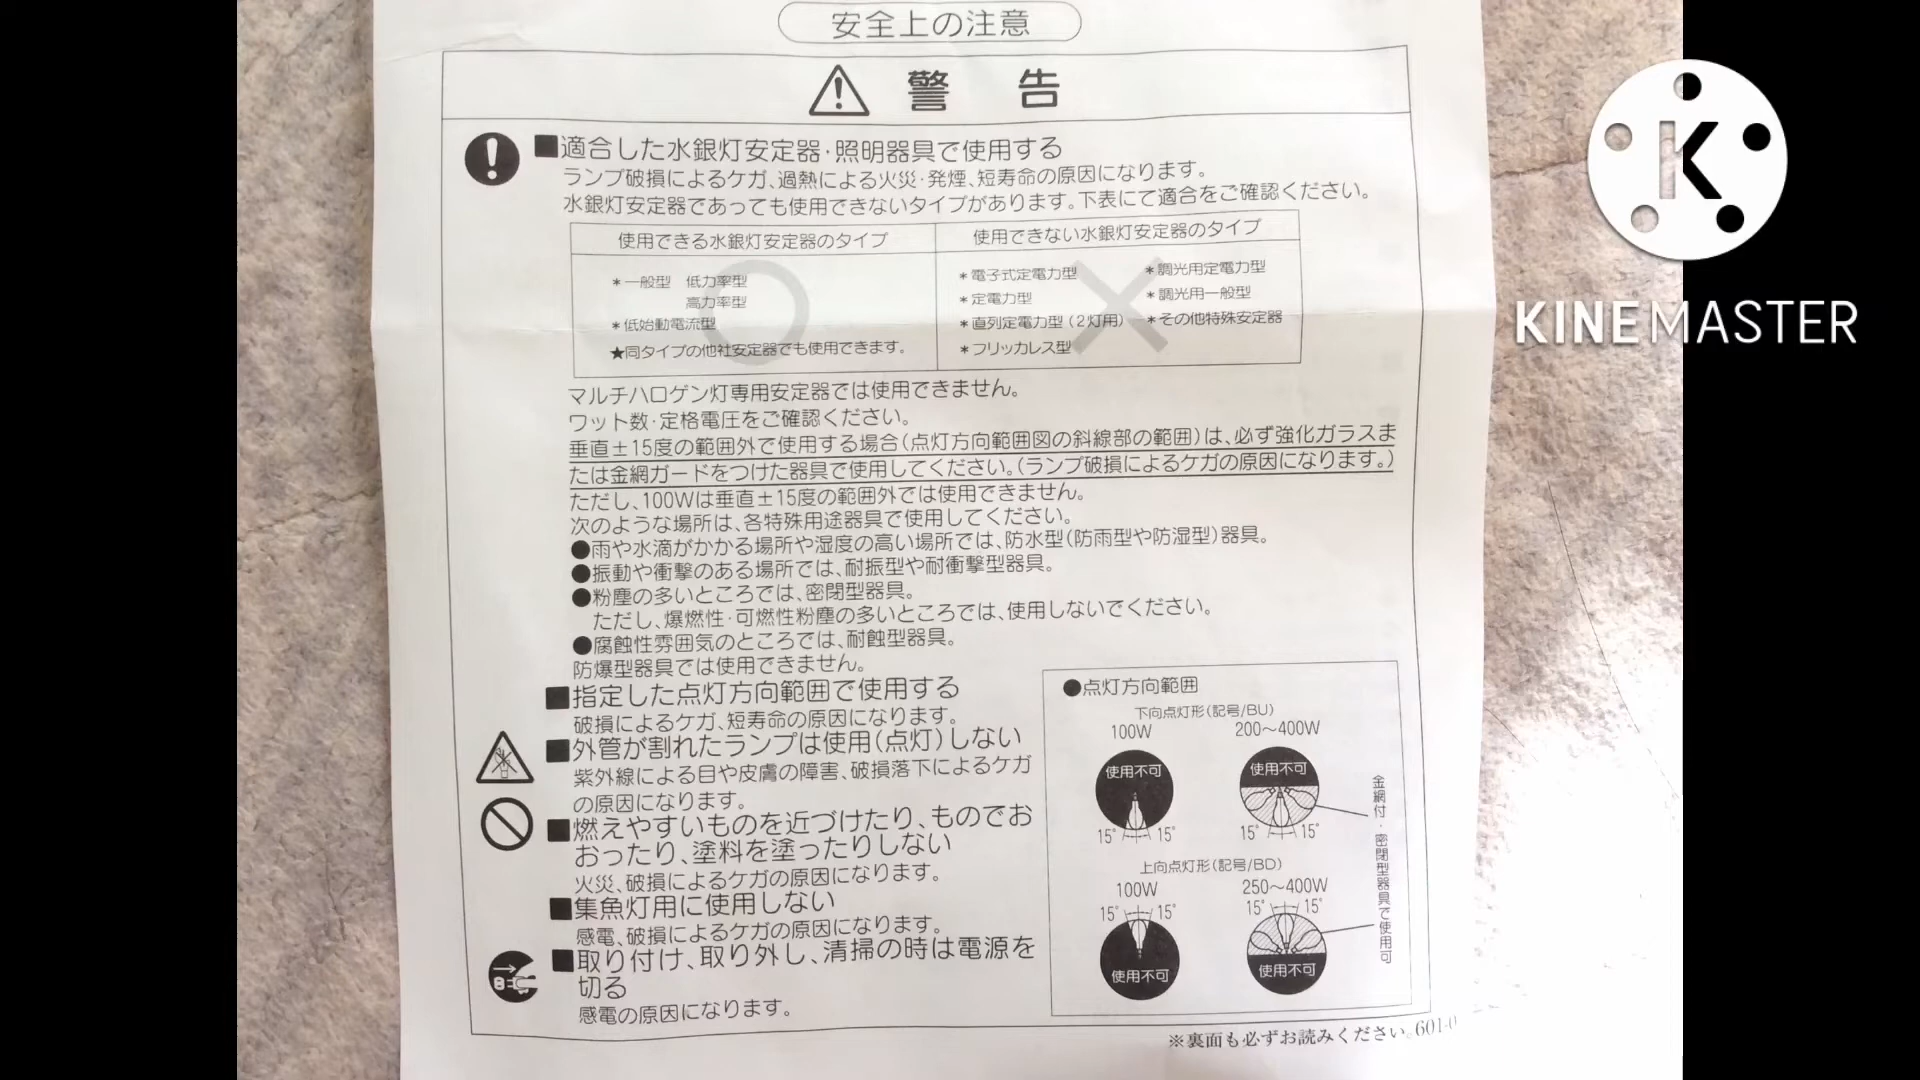 安全上の注意
警告
■適合した水銀灯安定器・照明器具で使用する
ランプ破損によるケガ、過熱による火災・発煙、短寿命の原因になります。
水銀灯安定器であっても使用できないタイプがあります。下表にて適合をご確認ください。
使用できる水銀灯安定器のタイプ
使用できない水銀灯安定器のタイプ
＊一般型 低力率型
高力率型
＊低始動電流型
★同タイプの他社安定器でも使用できます。
＊電子式定電力型 ＊調光用定電力型
＊定電力型 ＊調光用一般型
＊直列定電力型(2灯用) ＊その他特殊安定器
＊フリッカレス型
マルチハロゲン灯専用安定器では使用できません。
ワット数・定格電圧をご確認ください。
垂直±15度の範囲外で使用する場合(点灯方向範囲図の斜線部の範囲)は、必ず強化ガラスま
たは金網ガードをつけた器具で使用してください。(ランプ破損によるケガの原因になります。)
ただし、100Wは垂直±15度の範囲外では使用できません。
次のような場所は、各特殊用途器具で使用してください。
●雨や水滴がかかる場所や湿度の高い場所では、防水型(防雨型や防湿型)器具。
●振動や衝撃のある場所では、耐振型や耐衝撃型器具。
●粉塵の多いところでは、密閉型器具。
ただし、爆燃性・可燃性粉塵の多いところでは、使用しないでください。
●腐蝕性雰囲気のところでは、耐蝕型器具。
防爆型器具では使用できません。
■指定した点灯方向範囲で使用する
破損によるケガ、短寿命の原因になります。
■外管が割れたランプは使用(点灯)しない
紫外線による目や皮膚の障害、破損落下によるケガ
の原因になります。
■燃えやすいものを近づけたり、ものでお
おったり、塗料を塗ったりしない
火災、破損によるケガの原因になります。
■集魚灯用に使用しない
感電、破損によるケガの原因になります。
■取り付け、取り外し、清掃の時は電源を
切る
感電の原因になります。
●点灯方向範囲
下向点灯形(記号/BU)
100W 200～400W
使用不可 使用不可
15° 15° 15° 15°
上向点灯形(記号/BD)
100W 250～400W
15° 15° 15° 15°
使用不可 使用不可
金網付・密閉型器具で使用可
※裏面も必ずお読みください。601-0
K
KINEMASTER